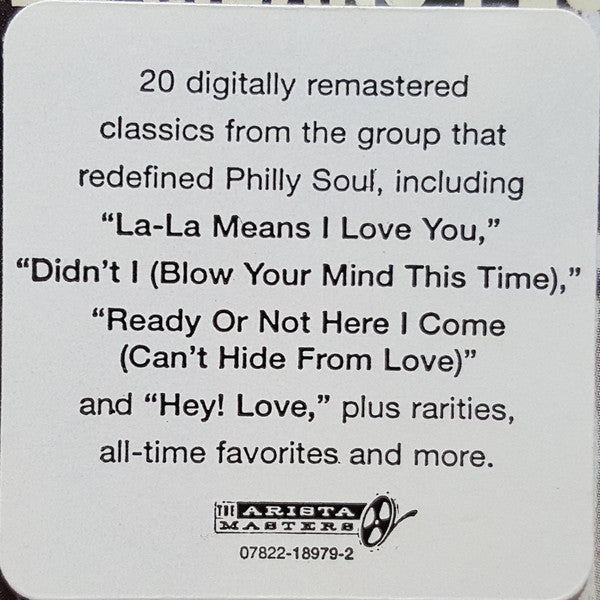 20 digitally remastered
classics from the group that
redefined Philly Soul, including
“La-La Means I Love You,”
“Didn’t I (Blow Your Mind This Time),”
“Ready Or Not Here I Come
(Can’t Hide From Love)”
and “Hey! Love,” plus rarities,
all-time favorites and more.
THE ARISTA
MASTERS
07822-18979-2